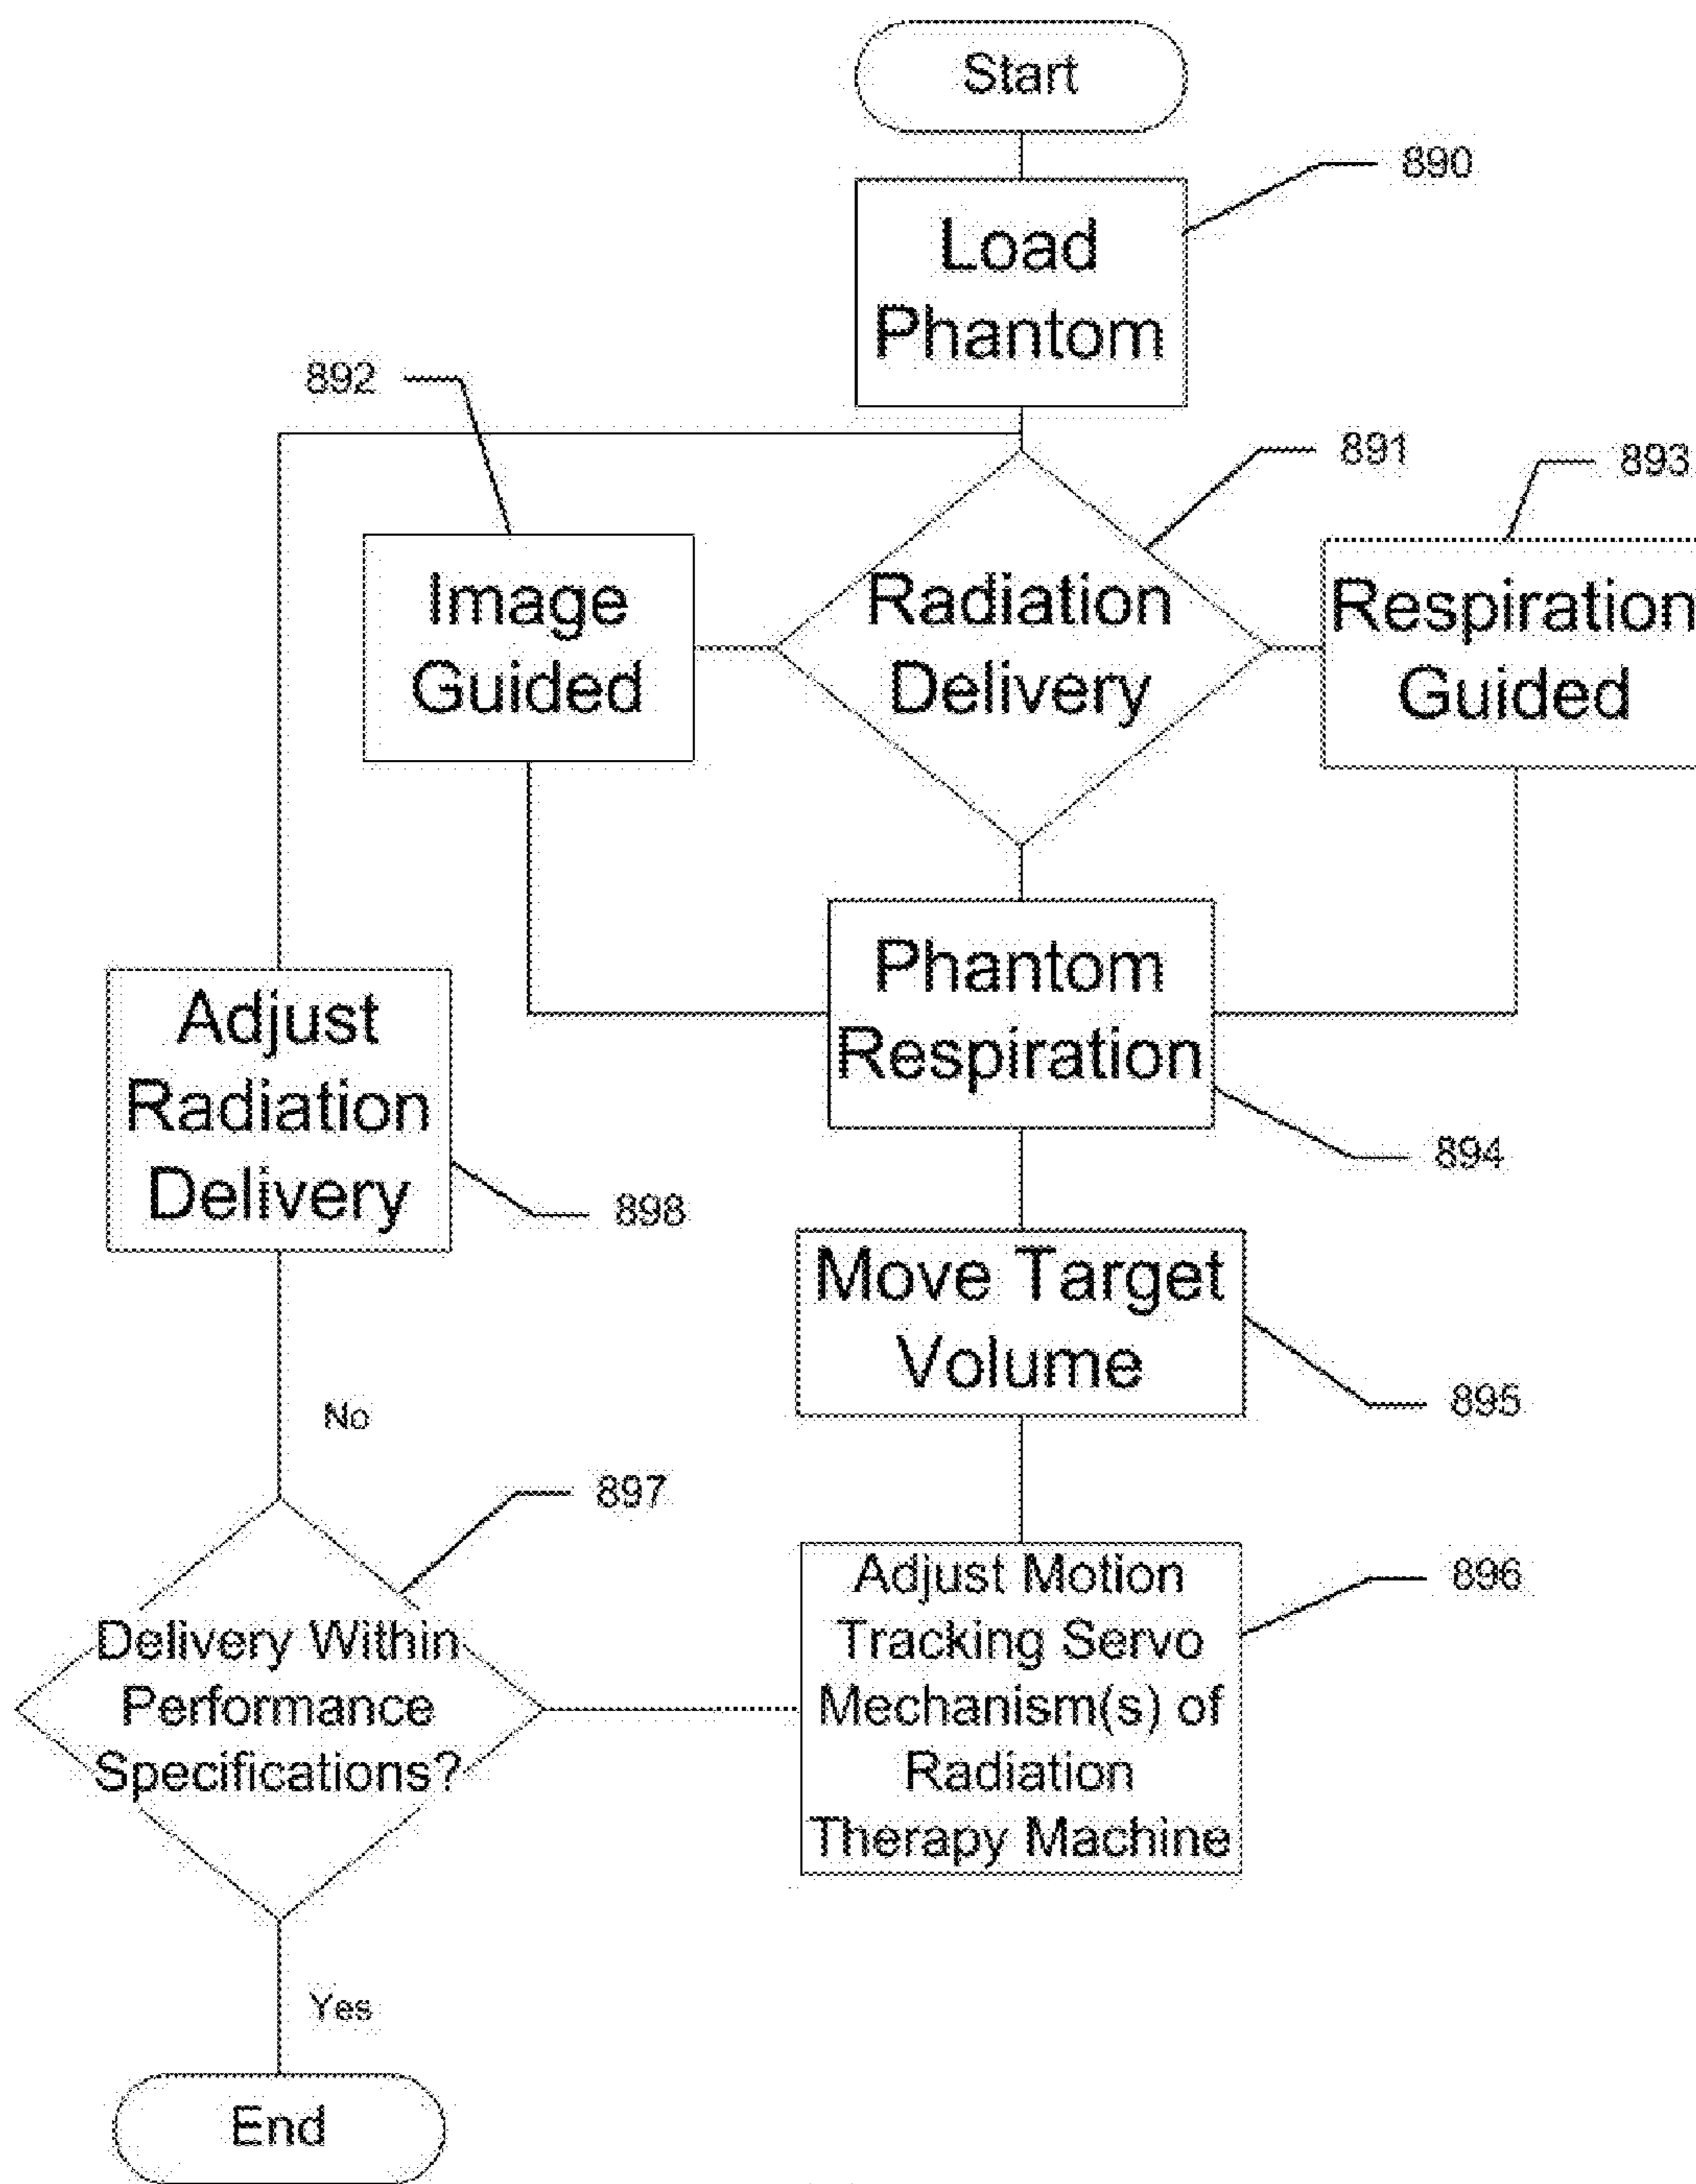 Start
890
Load
Phantom
892
891
893
Image
Guided
Radiation
Delivery
Respiration
Guided
Phantom
Respiration
894
Adjust
Radiation
Delivery
898
Move Target
Volume
895
No
897
Delivery Within
Performance
Specifications?
Adjust Motion
Tracking Servo
Mechanism(s) of
Radiation
Therapy Machine
896
Yes
End